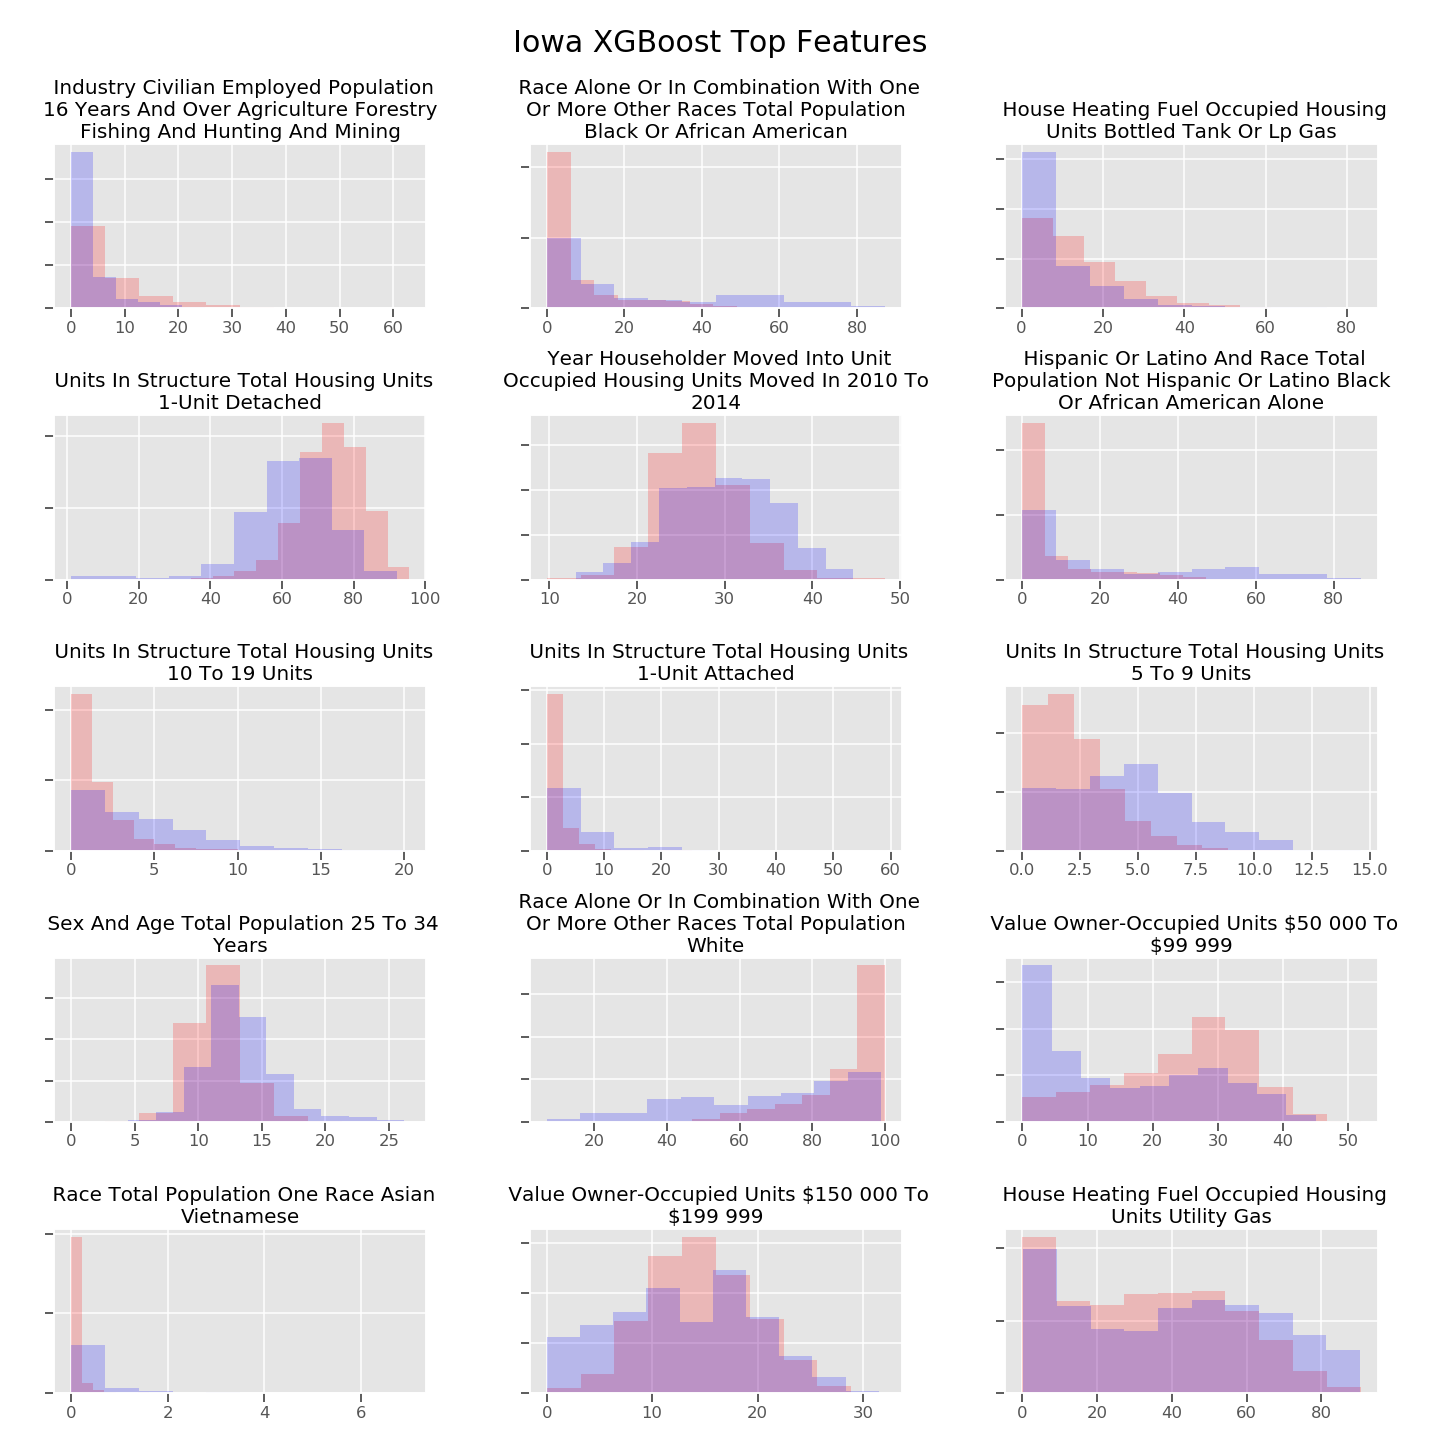 Iowa XGBoost Top Features
Industry Civilian Employed Population
16 Years And Over Agriculture Forestry
Fishing And Hunting And Mining
0 10 20 30 40 50 60
Race Alone Or In Combination With One
Or More Other Races Total Population
Black Or African American
0 20 40 60 80
House Heating Fuel Occupied Housing
Units Bottled Tank Or Lp Gas
0 20 40 60 80
Units In Structure Total Housing Units
1-Unit Detached
0 20 40 60 80 100
Year Householder Moved Into Unit
Occupied Housing Units Moved In 2010 To
2014
10 20 30 40 50
Hispanic Or Latino And Race Total
Population Not Hispanic Or Latino Black
Or African American Alone
0 20 40 60 80
Units In Structure Total Housing Units
10 To 19 Units
0 5 10 15 20
Units In Structure Total Housing Units
1-Unit Attached
0 10 20 30 40 50 60
Units In Structure Total Housing Units
5 To 9 Units
0.0 2.5 5.0 7.5 10.0 12.5 15.0
Sex And Age Total Population 25 To 34
Years
0 5 10 15 20 25
Race Alone Or In Combination With One
Or More Other Races Total Population
White
20 40 60 80 100
Value Owner-Occupied Units $50 000 To
$99 999
0 10 20 30 40 50
Race Total Population One Race Asian
Vietnamese
0 2 4 6
Value Owner-Occupied Units $150 000 To
$199 999
0 10 20 30
House Heating Fuel Occupied Housing
Units Utility Gas
0 20 40 60 80